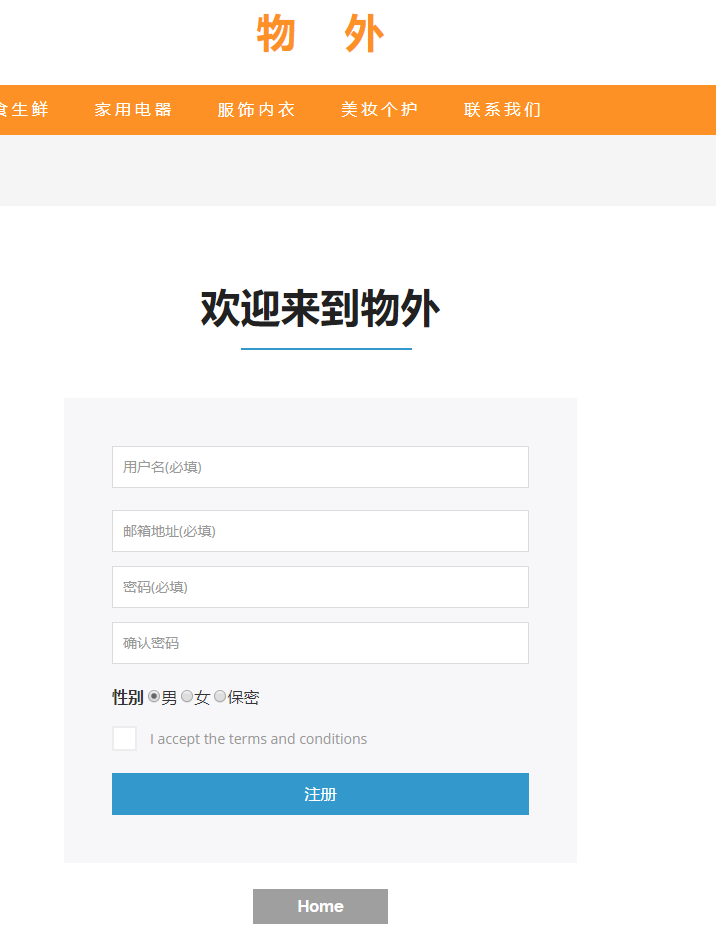 物 外
食生鲜 家用电器 服饰内衣 美妆个护 联系我们
欢迎来到物外
用户名(必填)
邮箱地址(必填)
密码(必填)
确认密码
性别 男 女 保密
I accept the terms and conditions
注册
Home